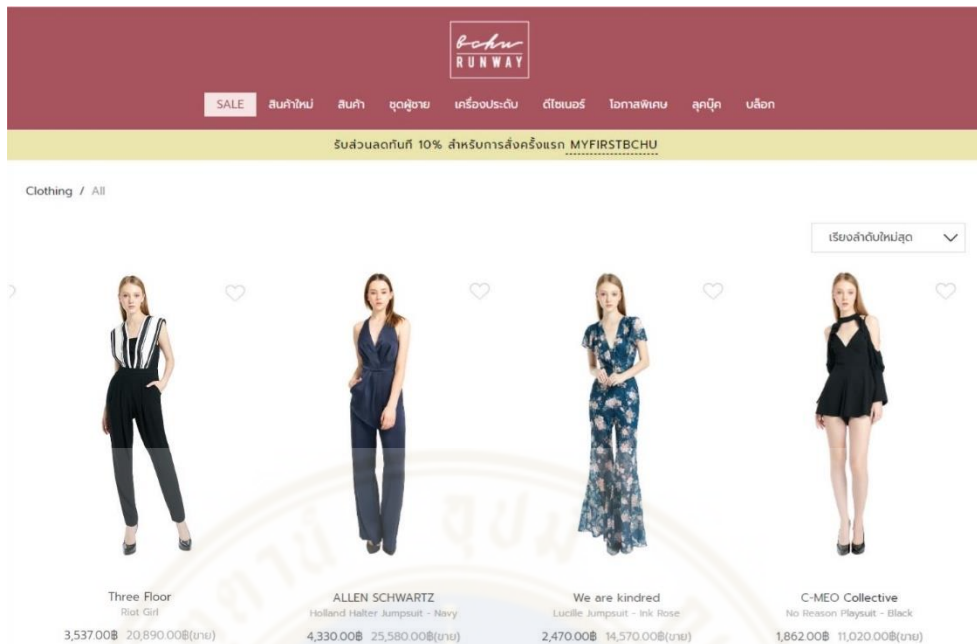 Bchu
RUNWAY
SALE สินค้าใหม่ สินค้า ชุดผู้ชาย เครื่องประดับ ดีไซเนอร์ โอกาสพิเศษ ลุคบุ๊ค บล็อก
รับส่วนลดทันที 10% สำหรับการสั่งครั้งแรก MYFIRSTBCHU
Clothing / All
เรียงลำดับใหม่สุด
Three Floor
Riot Girl
3,537.00฿ 20,890.00฿(ขาย)
ALLEN SCHWARTZ
Holland Halter Jumpsuit - Navy
4,330.00฿ 25,580.00฿(ขาย)
We are kindred
Lucille Jumpsuit - Ink Rose
2,470.00฿ 14,570.00฿(ขาย)
C-MEO Collective
No Reason Playsuit - Black
1,862.00฿ 11,020.00฿(ขาย)